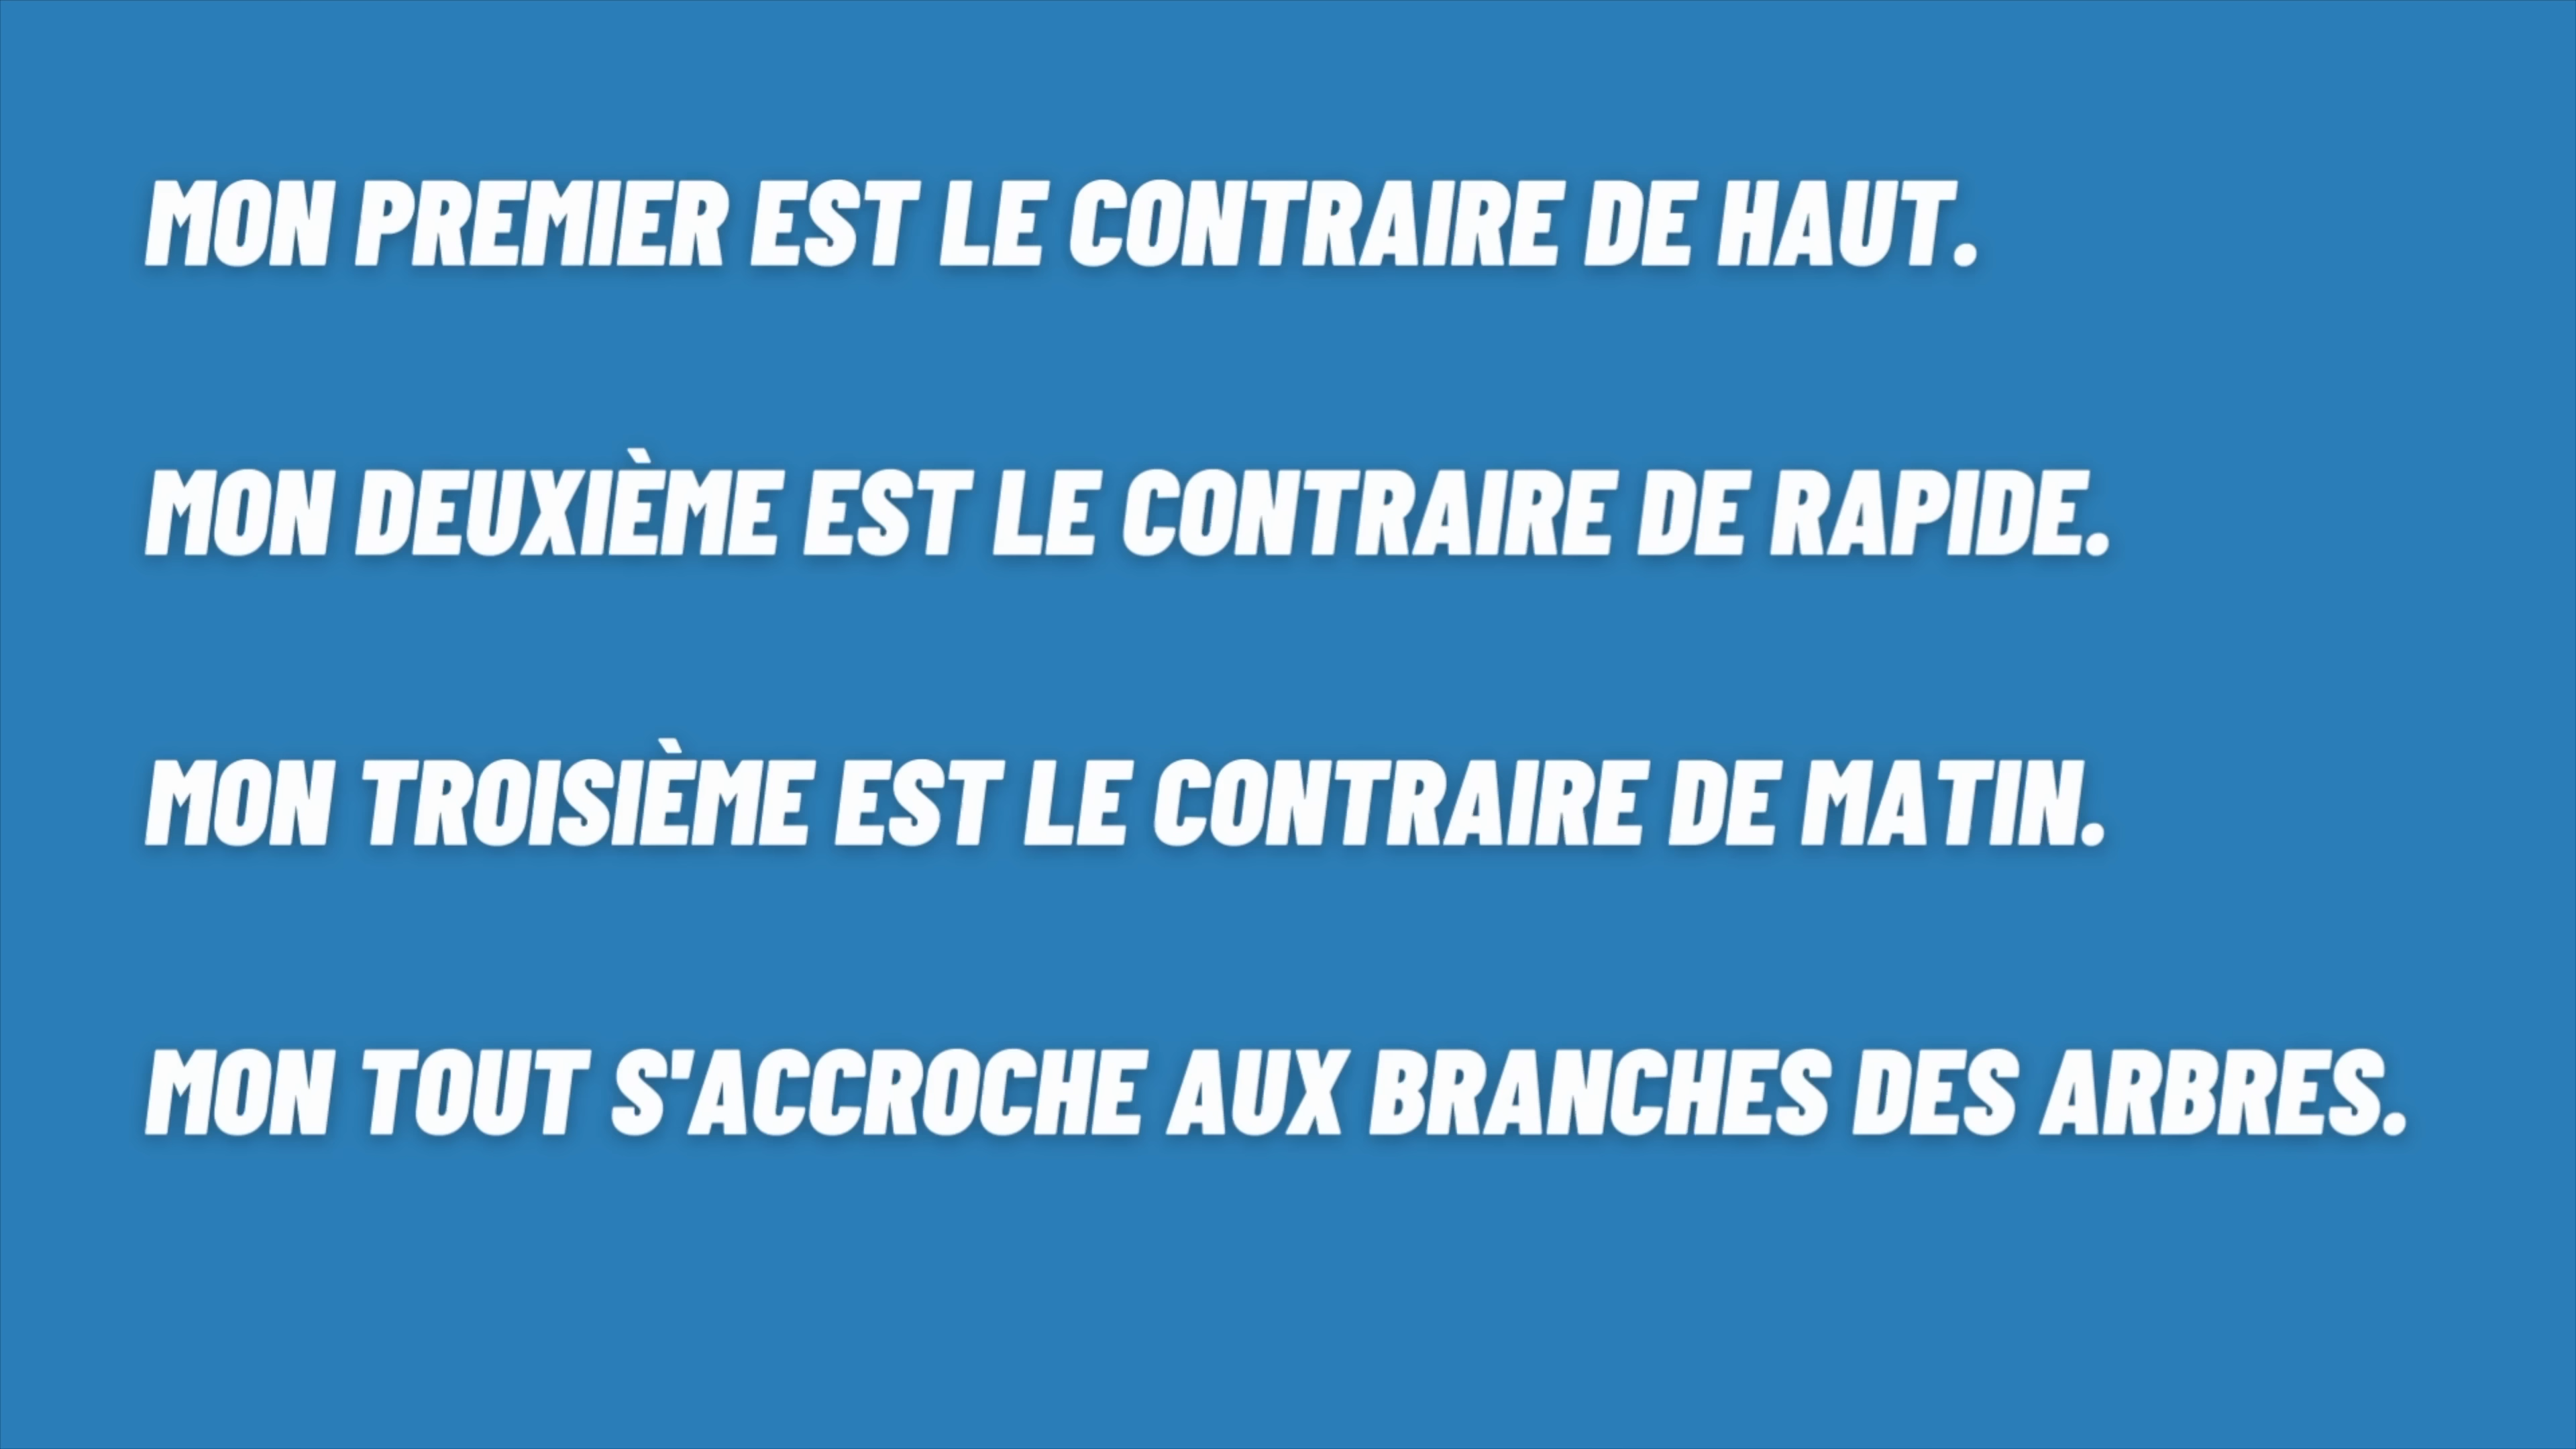 MON PREMIER EST LE CONTRAIRE DE HAUT.
MON DEUXIÈME EST LE CONTRAIRE DE RAPIDE.
MON TROISIÈME EST LE CONTRAIRE DE MATIN.
MON TOUT S'ACCROCHE AUX BRANCHES DES ARBRES.